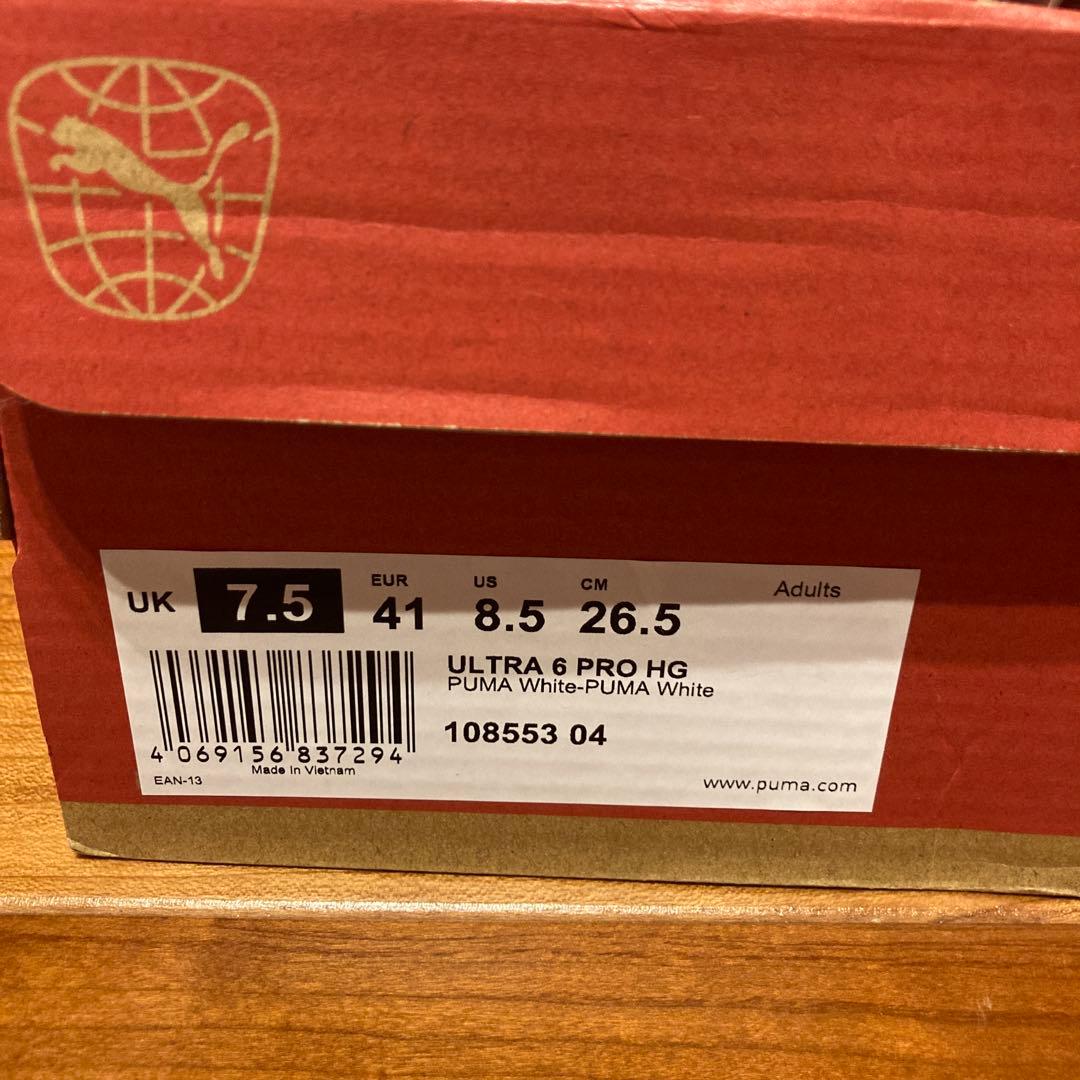 UK 7.5 EUR 41 US 8.5 CM 26.5 Adults
ULTRA 6 PRO HG
PUMA White-PUMA White
108553 04
4 069156 837294
Made in Vietnam
EAN-13
www.puma.com